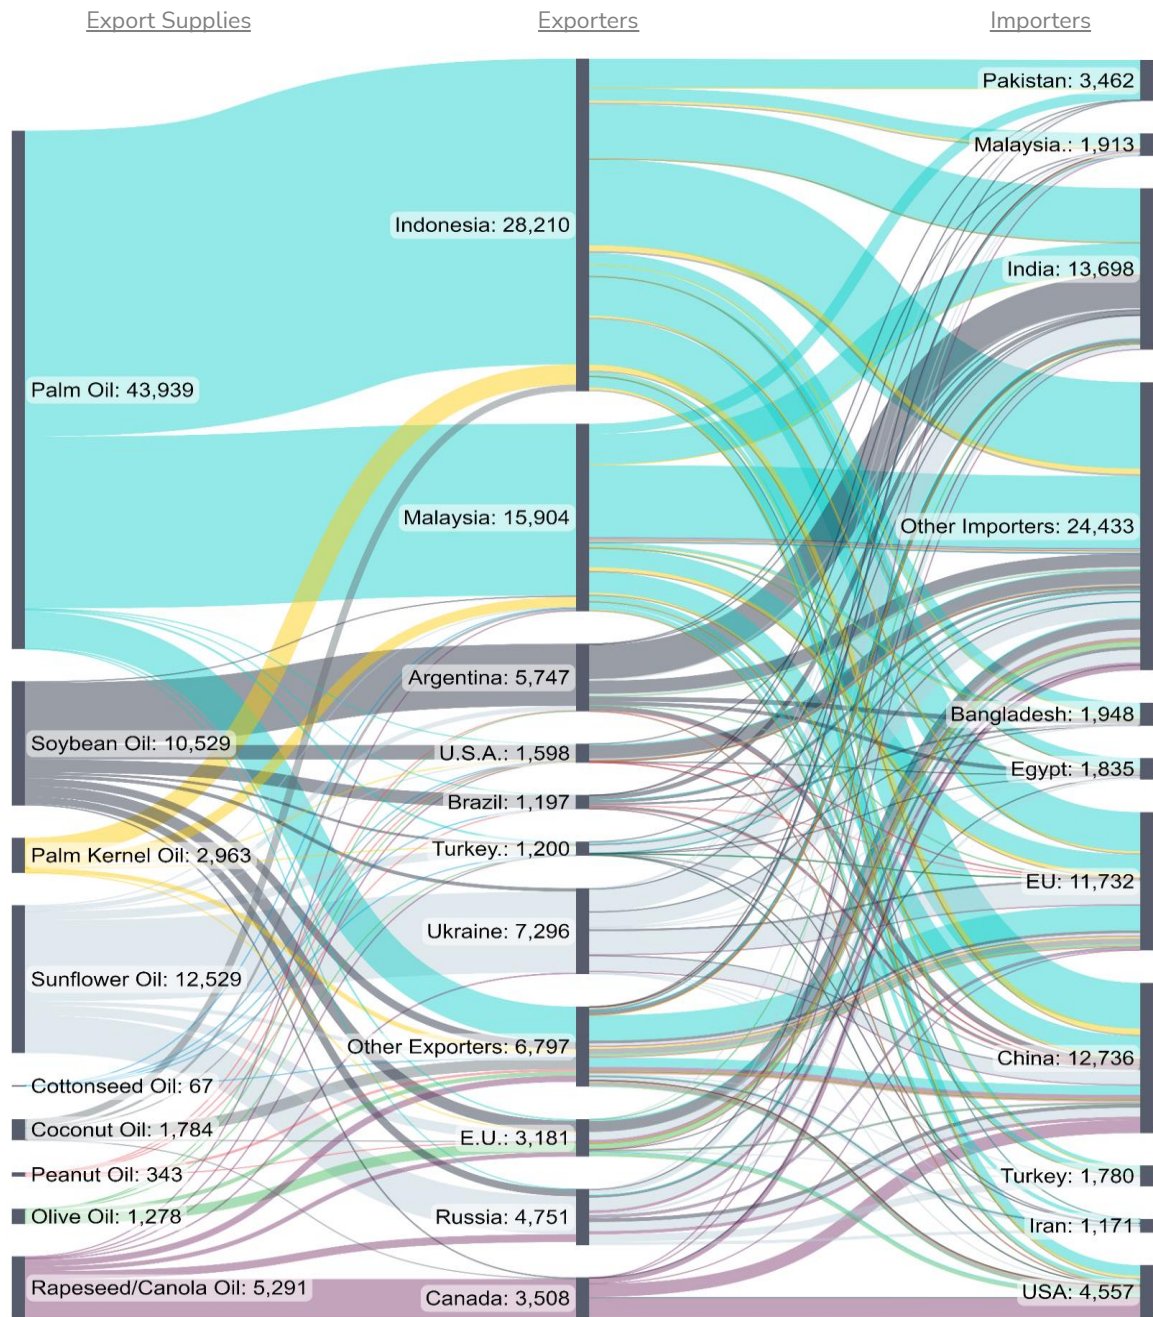 Export Supplies
Exporters
Importers
Palm Oil: 43,939
Soybean Oil: 10,529
Palm Kernel Oil: 2,963
Sunflower Oil: 12,529
Cottonseed Oil: 67
Coconut Oil: 1,784
Peanut Oil: 343
Olive Oil: 1,278
Rapeseed/Canola Oil: 5,291
Indonesia: 28,210
Malaysia: 15,904
Argentina: 5,747
U.S.A.: 1,598
Brazil: 1,197
Turkey.: 1,200
Ukraine: 7,296
Other Exporters: 6,797
E.U.: 3,181
Russia: 4,751
Canada: 3,508
Pakistan: 3,462
Malaysia.: 1,913
India: 13,698
Other Importers: 24,433
Bangladesh: 1,948
Egypt: 1,835
EU: 11,732
China: 12,736
Turkey: 1,780
Iran: 1,171
USA: 4,557